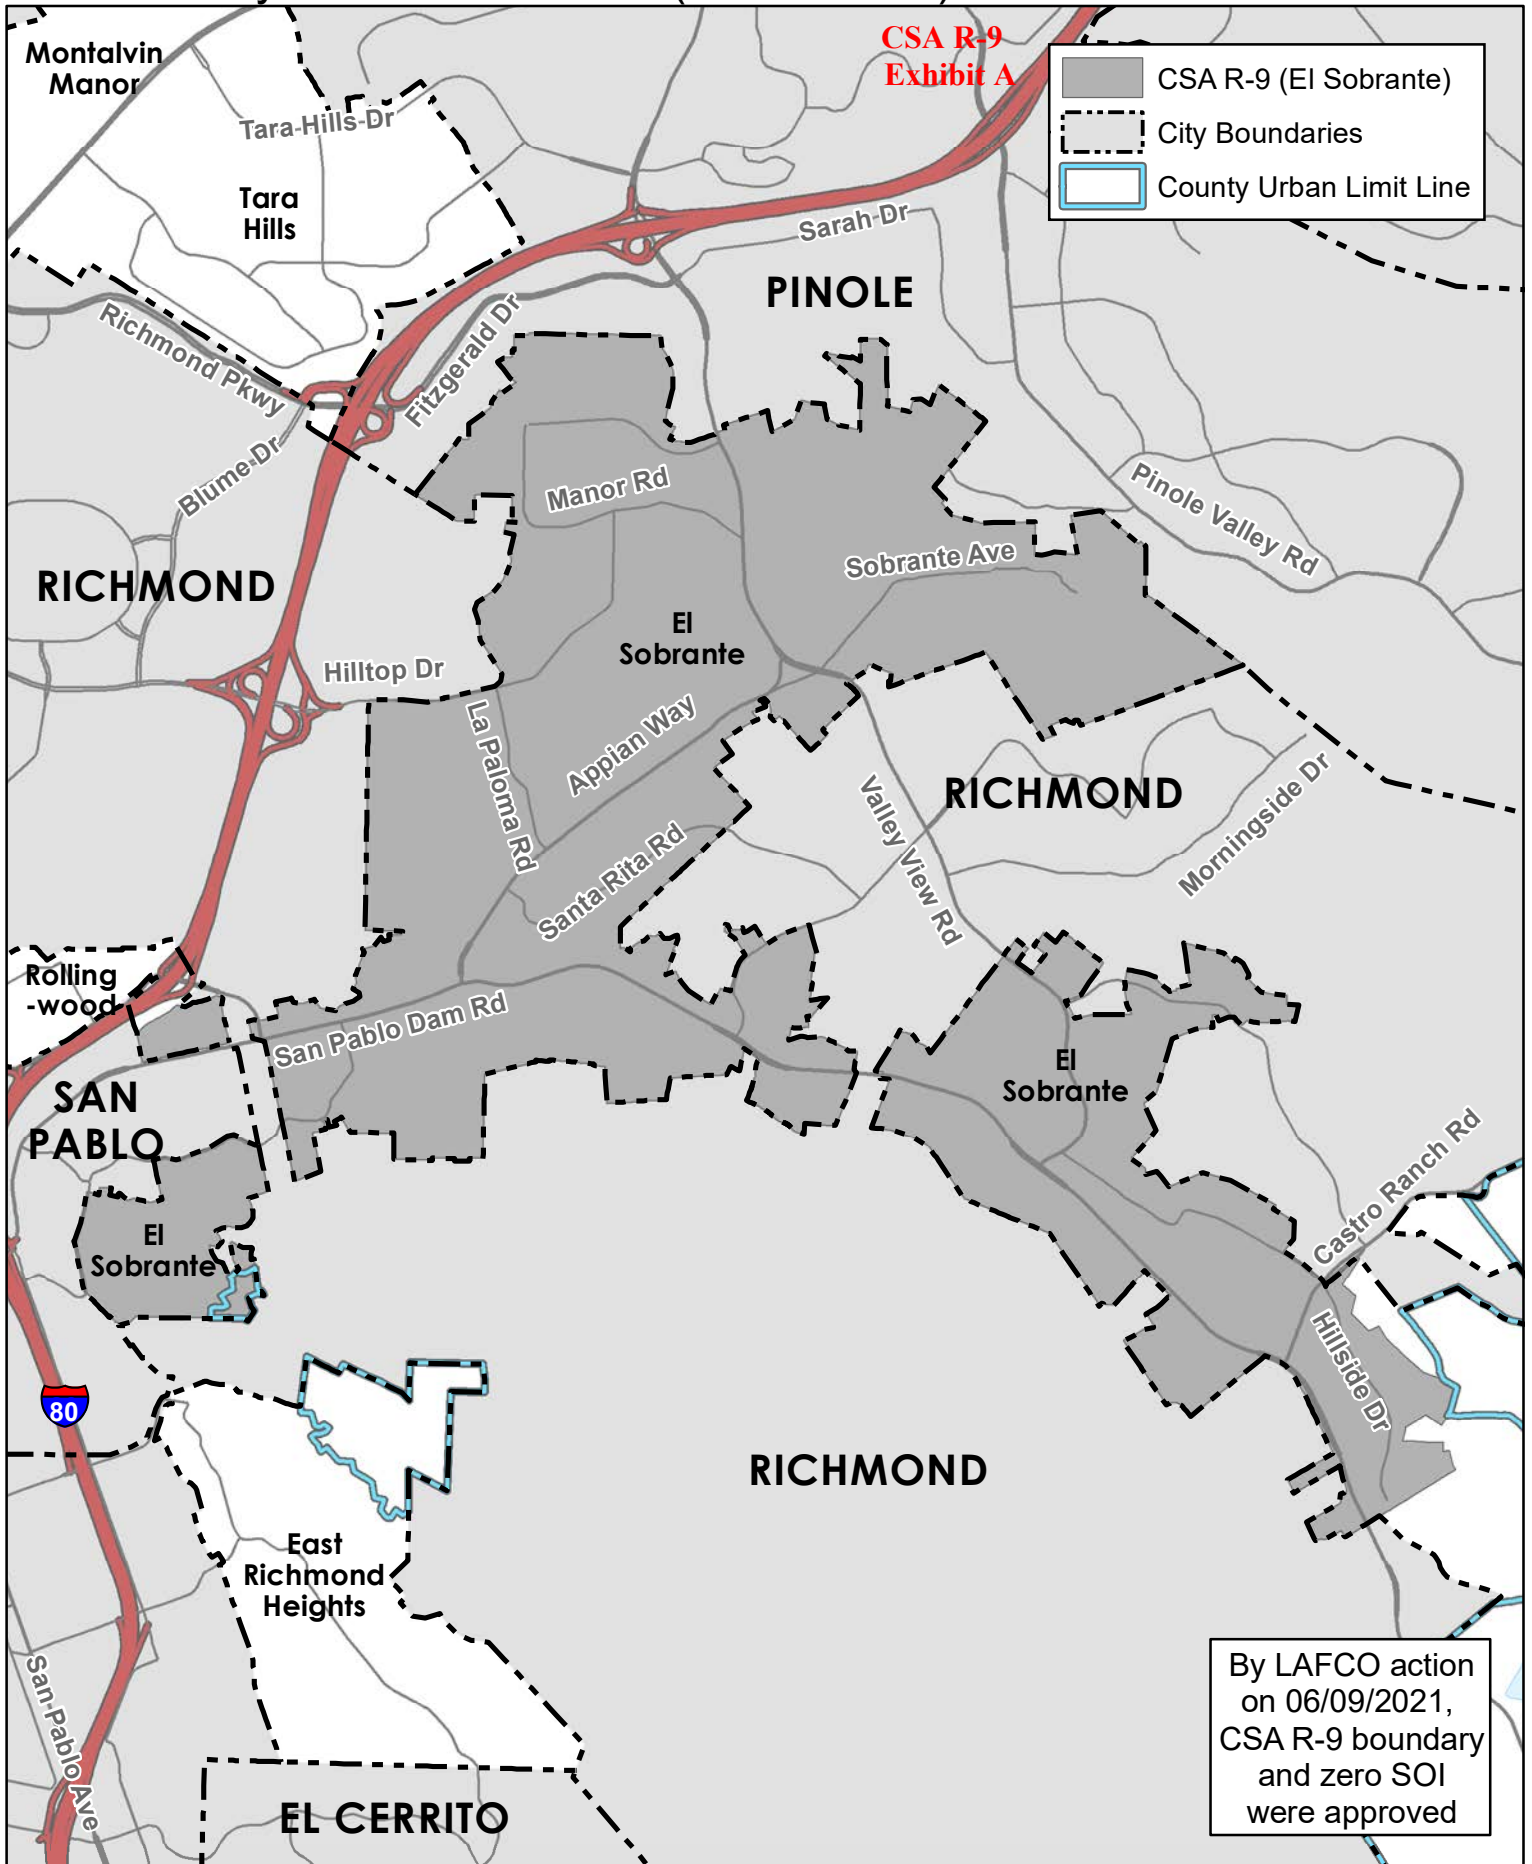 CSA R-9
Exhibit A
CSA R-9 (El Sobrante)
City Boundaries
County Urban Limit Line
Montalvin
Manor
Tara Hills Dr
Tara
Hills
Sarah Dr
PINOLE
Richmond Pkwy
Fitzgerald Dr
Blume Dr
Manor Rd
Pinole Valley Rd
Sobrante Ave
RICHMOND
El
Sobrante
Hilltop Dr
La Paloma Rd
Appian Way
Valley View Rd
RICHMOND
Morningside Dr
Santa Rita Rd
Rolling
-wood
San Pablo Dam Rd
El
Sobrante
SAN
PABLO
Castro Ranch Rd
El
Sobrante
Hillside Dr
80
RICHMOND
East
Richmond
Heights
San Pablo Ave
EL CERRITO
By LAFCO action
on 06/09/2021,
CSA R-9 boundary
and zero SOI
were approved